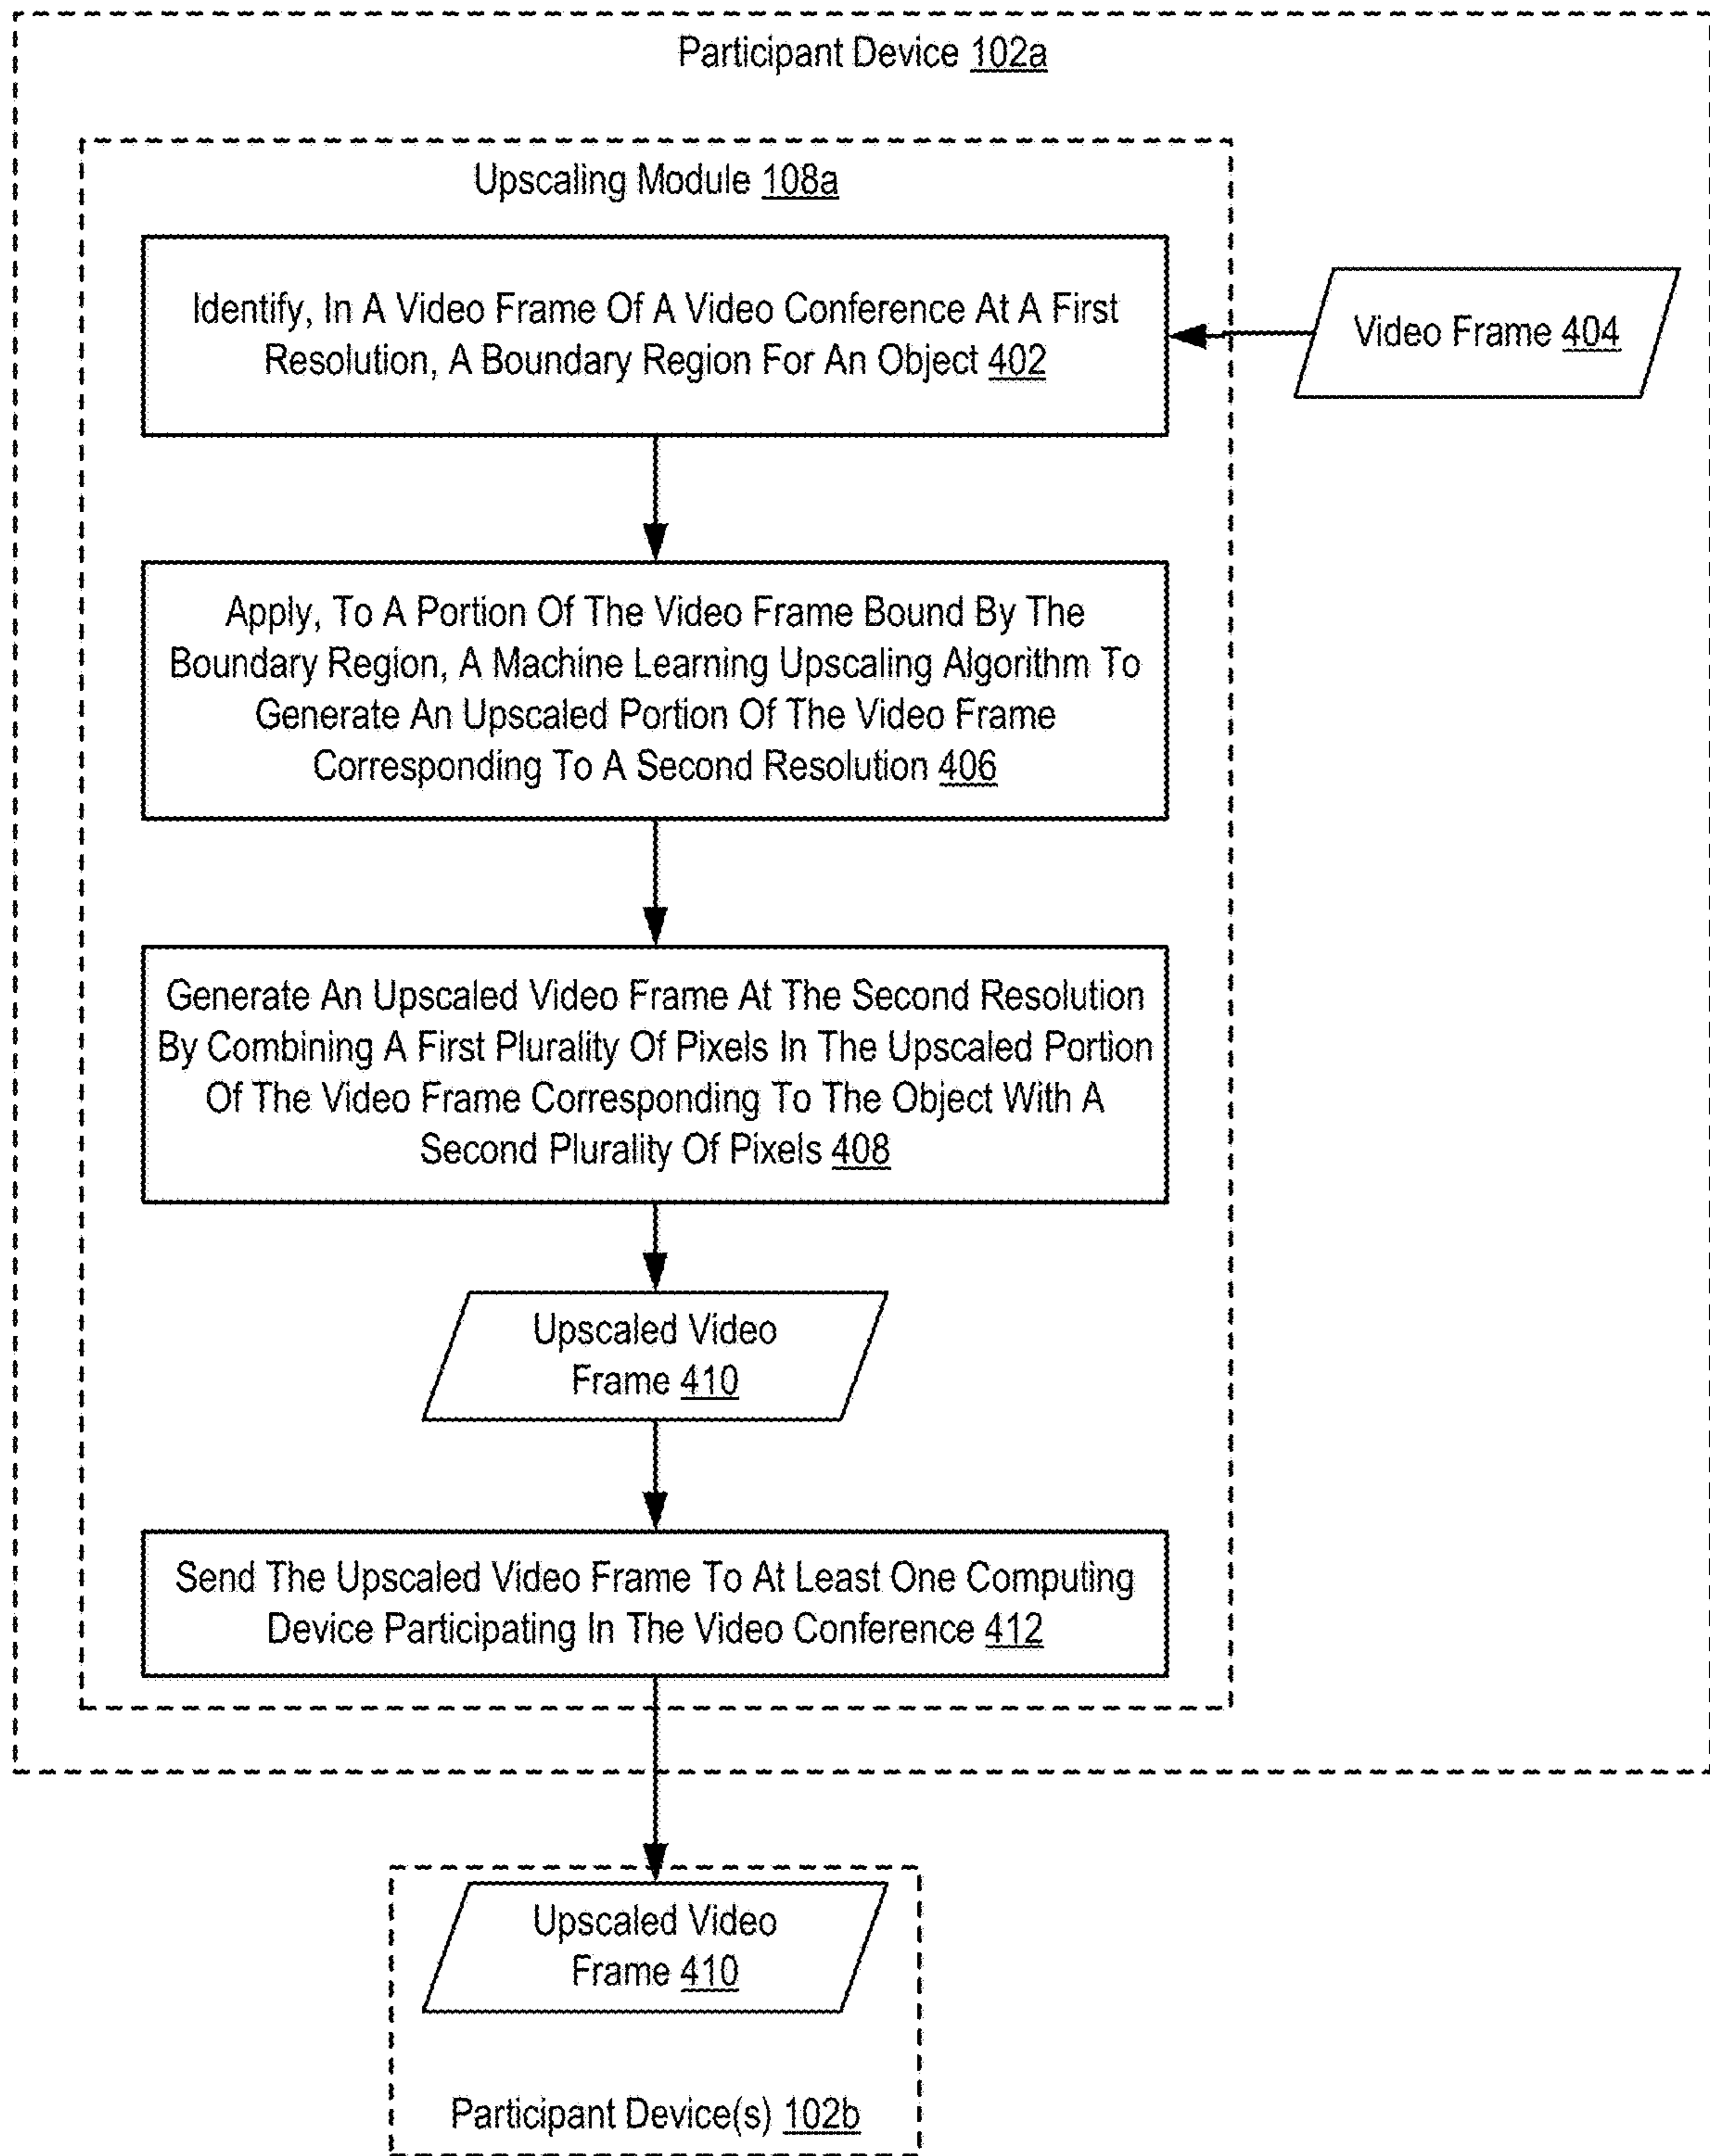 Participant Device 102a
Upscaling Module 108a
Identify, In A Video Frame Of A Video Conference At A First
Resolution, A Boundary Region For An Object 402
Video Frame 404
Apply, To A Portion Of The Video Frame Bound By The
Boundary Region, A Machine Learning Upscaling Algorithm To
Generate An Upscaled Portion Of The Video Frame
Corresponding To A Second Resolution 406
Generate An Upscaled Video Frame At The Second Resolution
By Combining A First Plurality Of Pixels In The Upscaled Portion
Of The Video Frame Corresponding To The Object With A
Second Plurality Of Pixels 408
Upscaled Video
Frame 410
Send The Upscaled Video Frame To At Least One Computing
Device Participating In The Video Conference 412
Upscaled Video
Frame 410
Participant Device(s) 102b